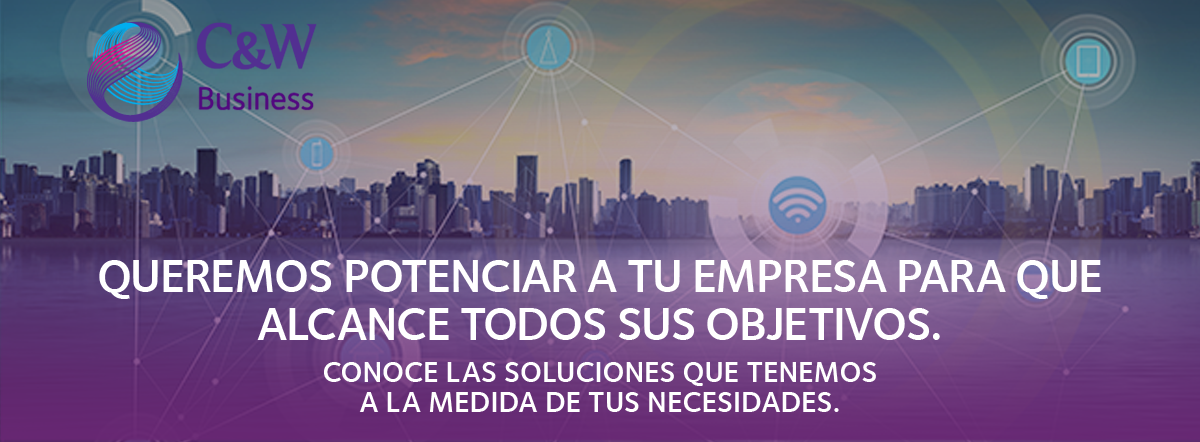 C&W
Business
QUEREMOS POTENCIAR A TU EMPRESA PARA QUE
ALCANCE TODOS SUS OBJETIVOS.
CONOCE LAS SOLUCIONES QUE TENEMOS
A LA MEDIDA DE TUS NECESIDADES.